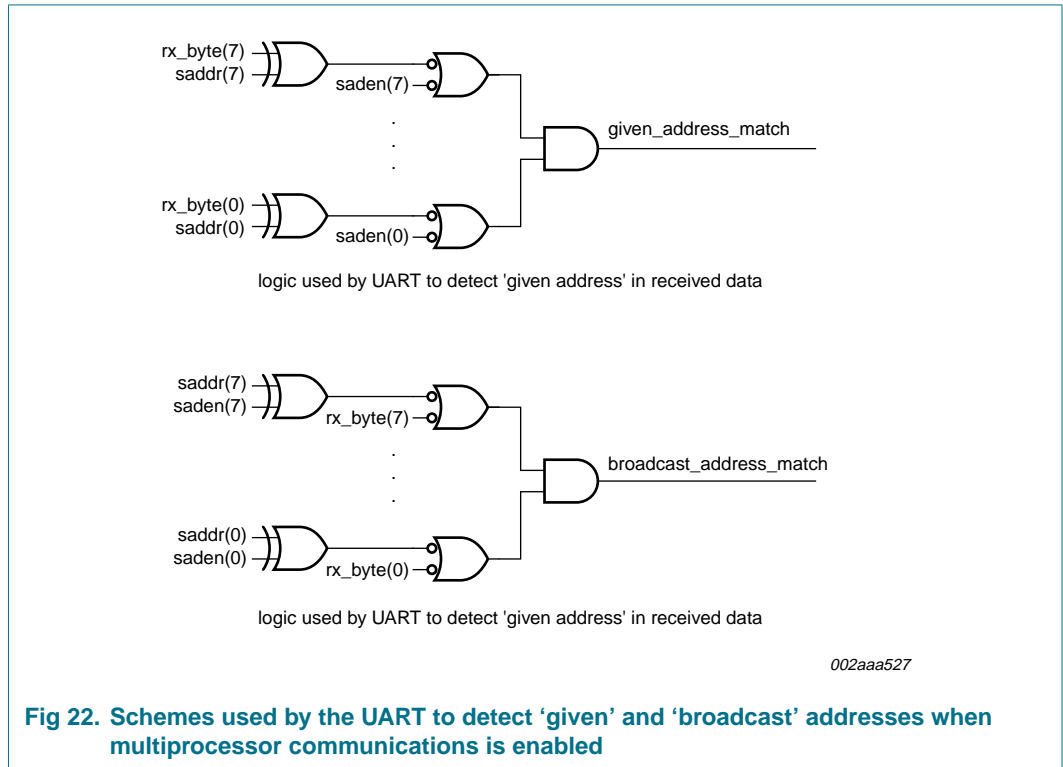 rx_byte(7)
saddr(7)
saden(7)
given_address_match
rx_byte(0)
saddr(0)
saden(0)
logic used by UART to detect 'given address' in received data
saddr(7)
saden(7)
rx_byte(7)
broadcast_address_match
saddr(0)
saden(0)
rx_byte(0)
logic used by UART to detect 'given address' in received data
002aaa527
Fig 22. Schemes used by the UART to detect ‘given’ and ‘broadcast’ addresses when
multiprocessor communications is enabled